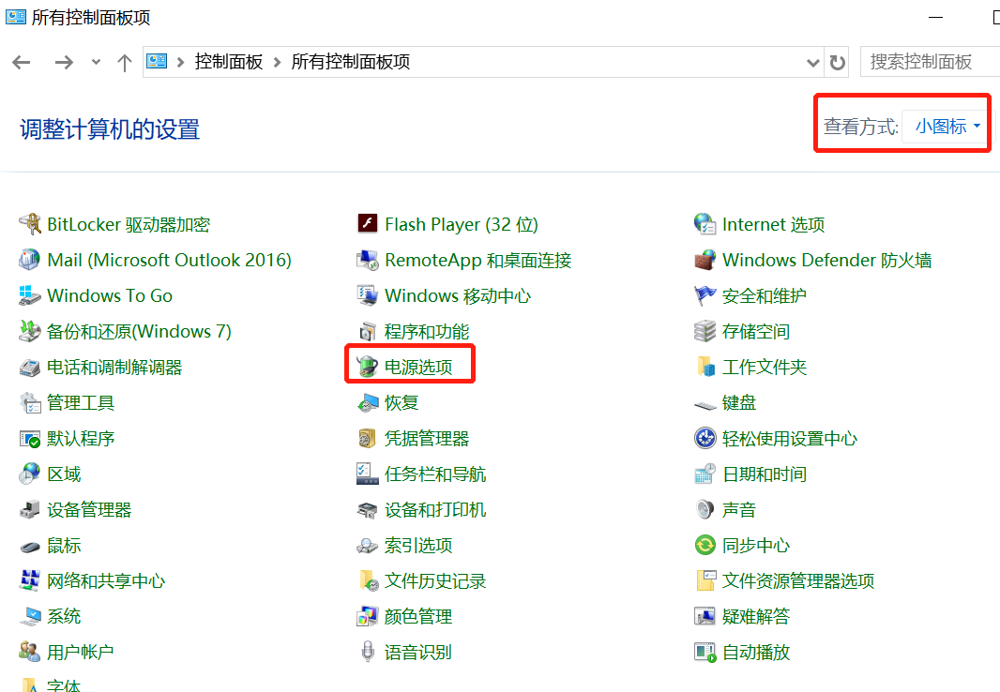 所有控制面板项
控制面板 所有控制面板项 搜索控制面板
调整计算机的设置
查看方式: 小图标
BitLocker 驱动器加密 Flash Player (32 位) Internet 选项
Mail (Microsoft Outlook 2016) RemoteApp 和桌面连接 Windows Defender 防火墙
Windows To Go Windows 移动中心 安全和维护
备份和还原(Windows 7) 程序和功能 存储空间
电话和调制解调器 电源选项 工作文件夹
管理工具 恢复 键盘
默认程序 凭据管理器 轻松使用设置中心
区域 任务栏和导航 日期和时间
设备管理器 设备和打印机 声音
鼠标 索引选项 同步中心
网络和共享中心 文件历史记录 文件资源管理器选项
系统 颜色管理 疑难解答
用户帐户 语音识别 自动播放
字体